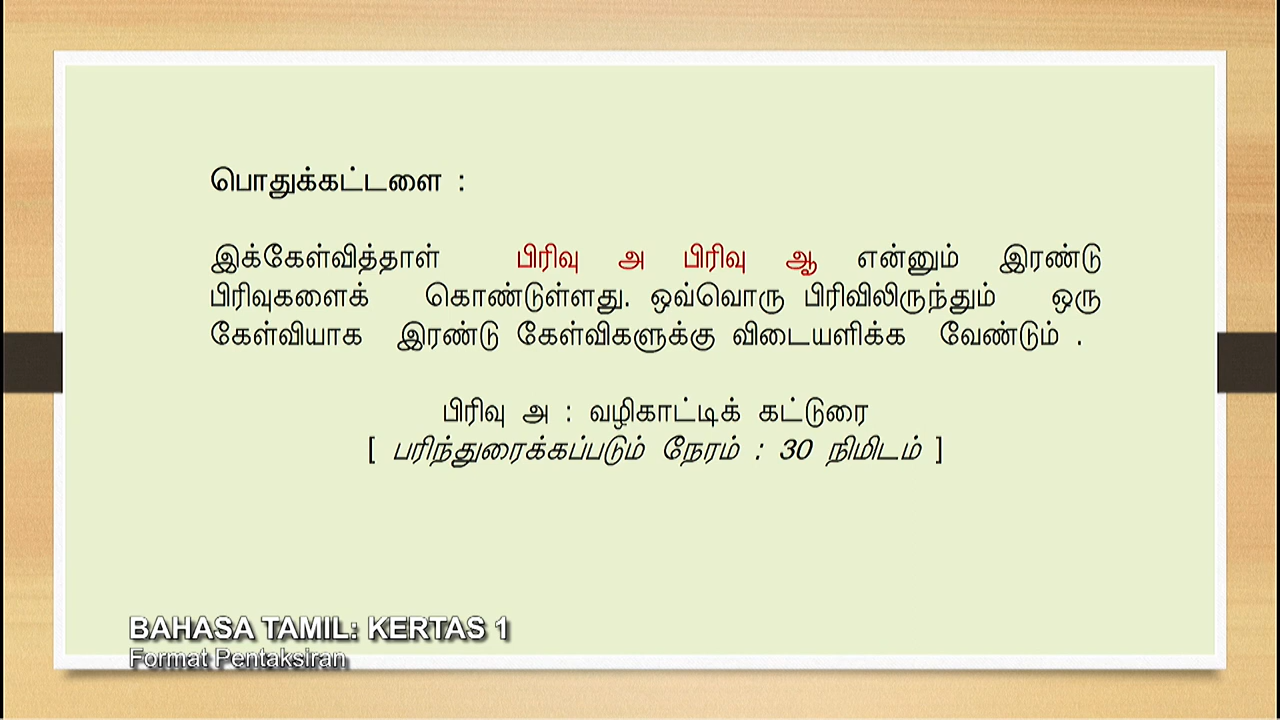 பொதுக்கட்டளை :
இக்கேள்வித்தாள் பிரிவு அ பிரிவு ஆ என்னும் இரண்டு
பிரிவுகளைக் கொண்டுள்ளது. ஒவ்வொரு பிரிவிலிருந்தும் ஒரு
கேள்வியாக இரண்டு கேள்விகளுக்கு விடையளிக்க வேண்டும் .
பிரிவு அ : வழிகாட்டிக் கட்டுரை
[ பரிந்துரைக்கப்படும் நேரம் : 30 நிமிடம் ]
BAHASA TAMIL: KERTAS 1
Format Pentaksiran